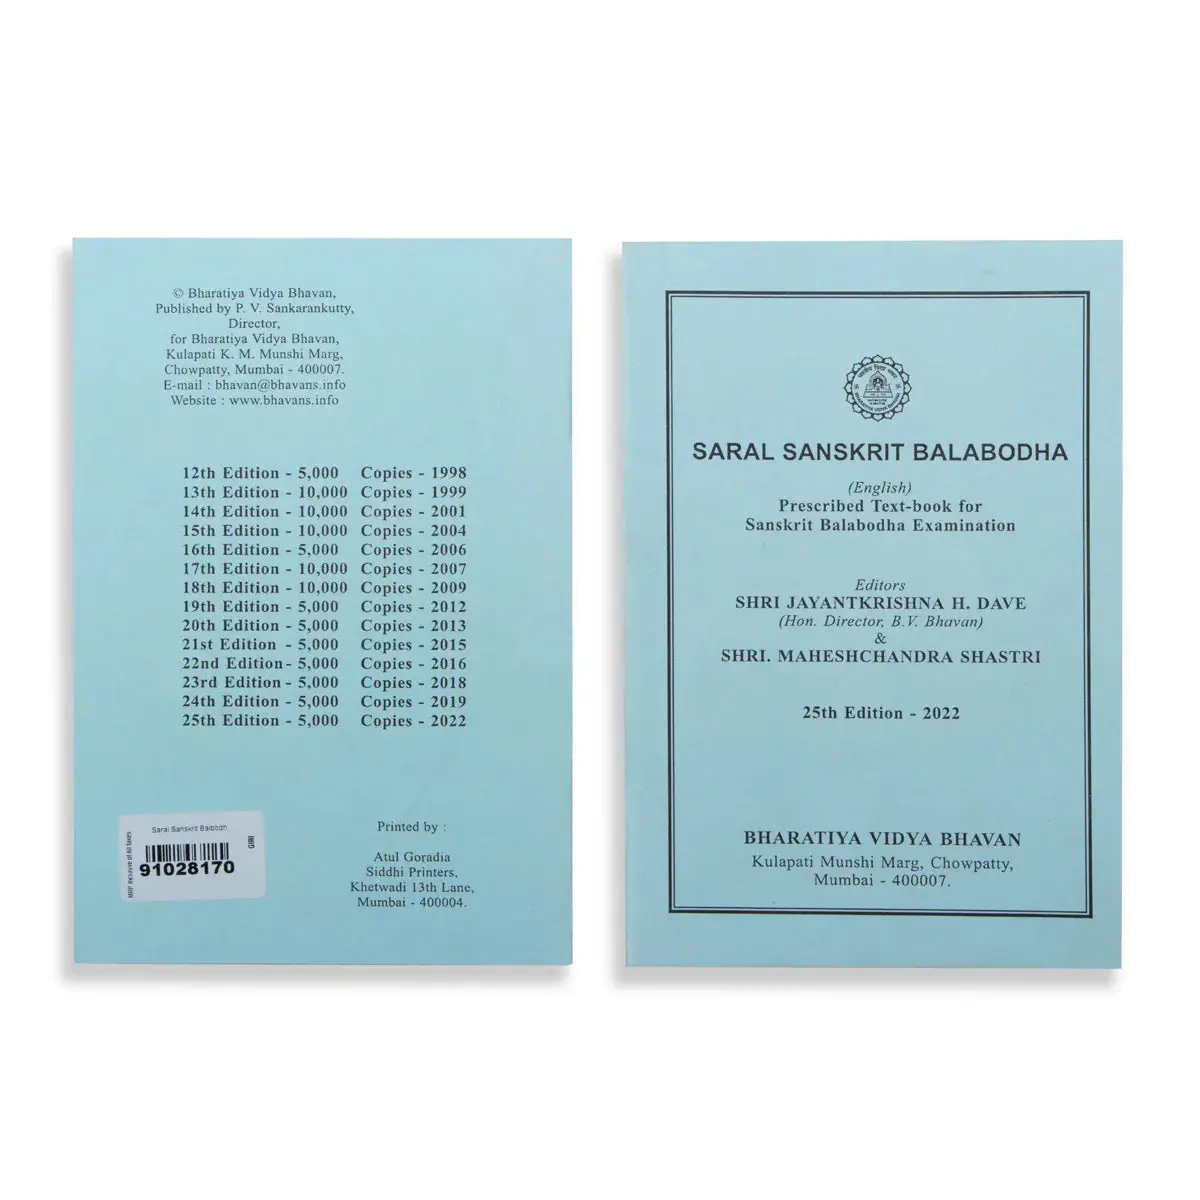 © Bharatiya Vidya Bhavan,
Published by P. V. Sankarankutty,
Director,
for Bharatiya Vidya Bhavan,
Kulapati K. M. Munshi Marg,
Chowpatty, Mumbai - 400007.
E-mail : bhavan@bhavans.info
Website : www.bhavans.info
12th Edition - 5,000 Copies - 1998
13th Edition - 10,000 Copies - 1999
14th Edition - 10,000 Copies - 2001
15th Edition - 10,000 Copies - 2004
16th Edition - 5,000 Copies - 2006
17th Edition - 10,000 Copies - 2007
18th Edition - 10,000 Copies - 2009
19th Edition - 5,000 Copies - 2012
20th Edition - 5,000 Copies - 2013
21st Edition - 5,000 Copies - 2015
22nd Edition - 5,000 Copies - 2016
23rd Edition - 5,000 Copies - 2018
24th Edition - 5,000 Copies - 2019
25th Edition - 5,000 Copies - 2022
MRP Inclusive of All taxes
Saral Sanskrit Balbodh
91028170
GIRI
Printed by :
Atul Goradia
Siddhi Printers,
Khetwadi 13th Lane,
Mumbai - 400004.
SARAL SANSKRIT BALABODHA
(English)
Prescribed Text-book for
Sanskrit Balabodha Examination
Editors
SHRI JAYANTKRISHNA H. DAVE
(Hon. Director, B.V. Bhavan)
&
SHRI. MAHESHCHANDRA SHASTRI
25th Edition - 2022
BHARATIYA VIDYA BHAVAN
Kulapati Munshi Marg, Chowpatty,
Mumbai - 400007.